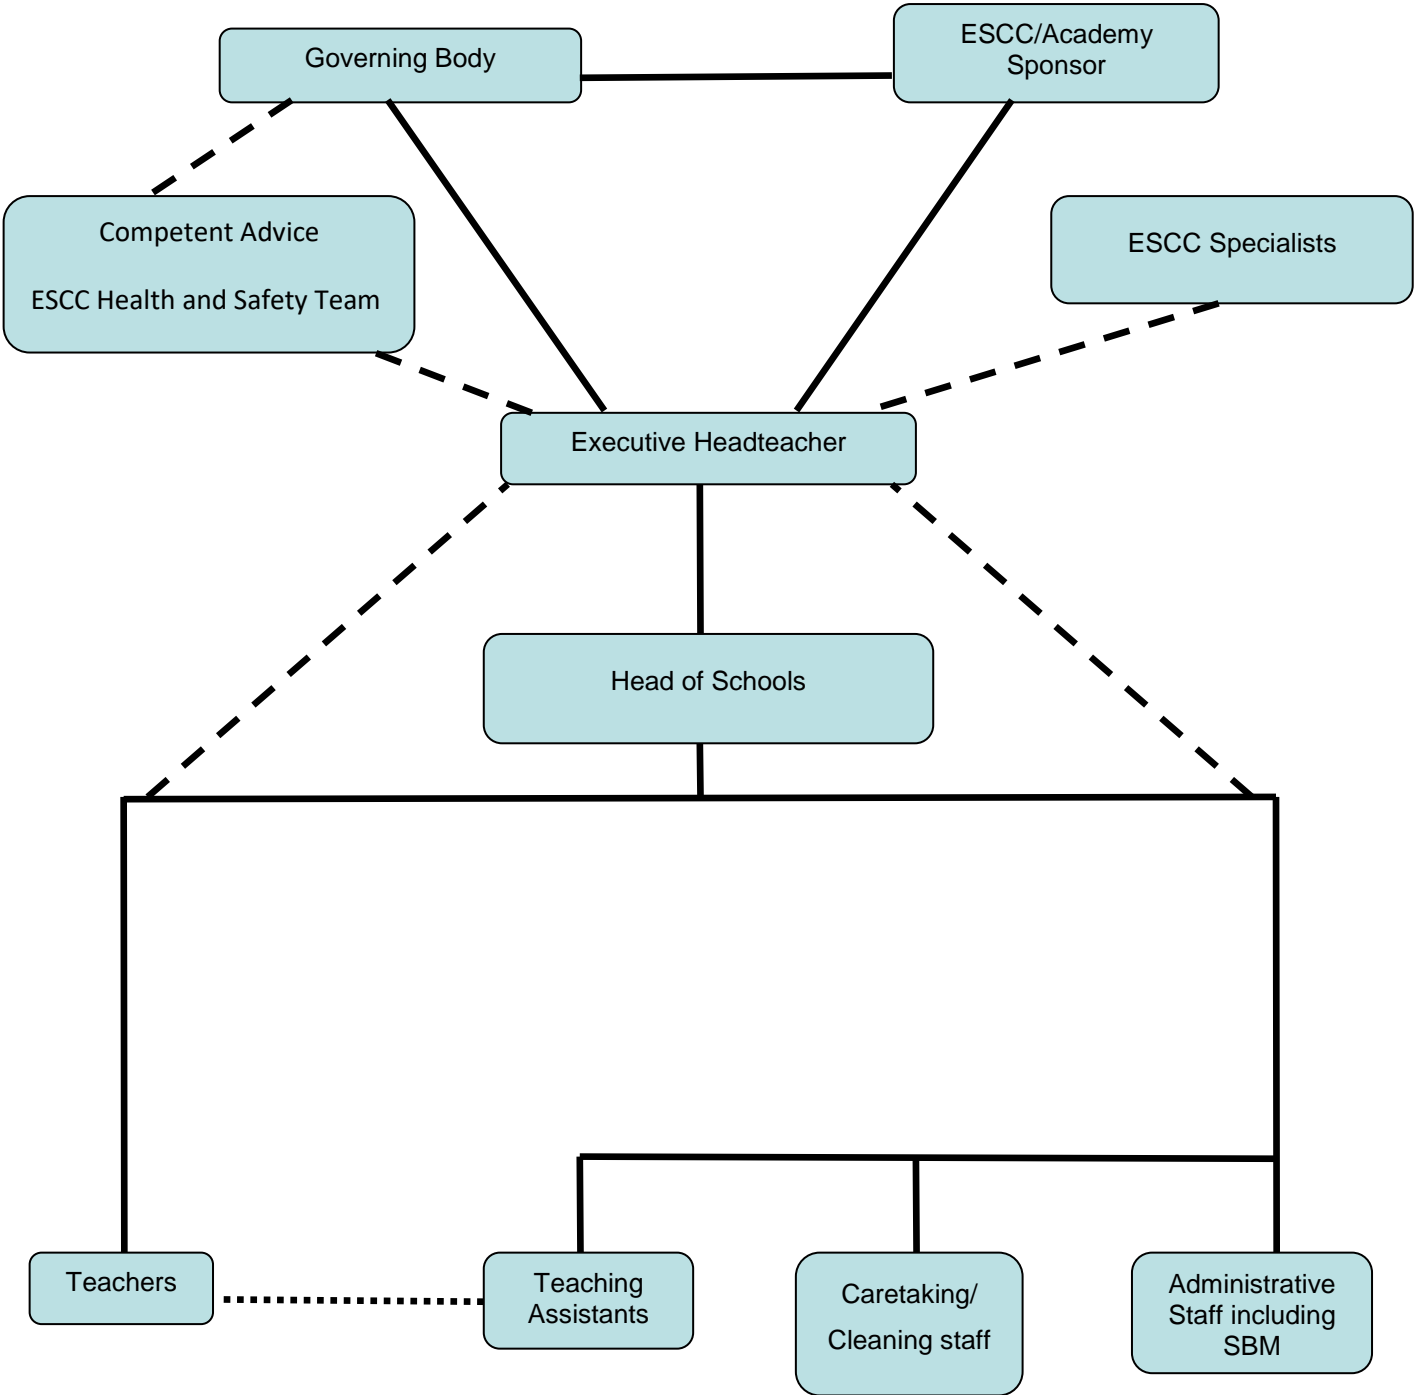 Governing Body
ESCC/Academy
Sponsor
Competent Advice
ESCC Health and Safety Team
ESCC Specialists
Executive Headteacher
Head of Schools
Teachers
Teaching
Assistants
Caretaking/
Cleaning staff
Administrative
Staff including
SBM